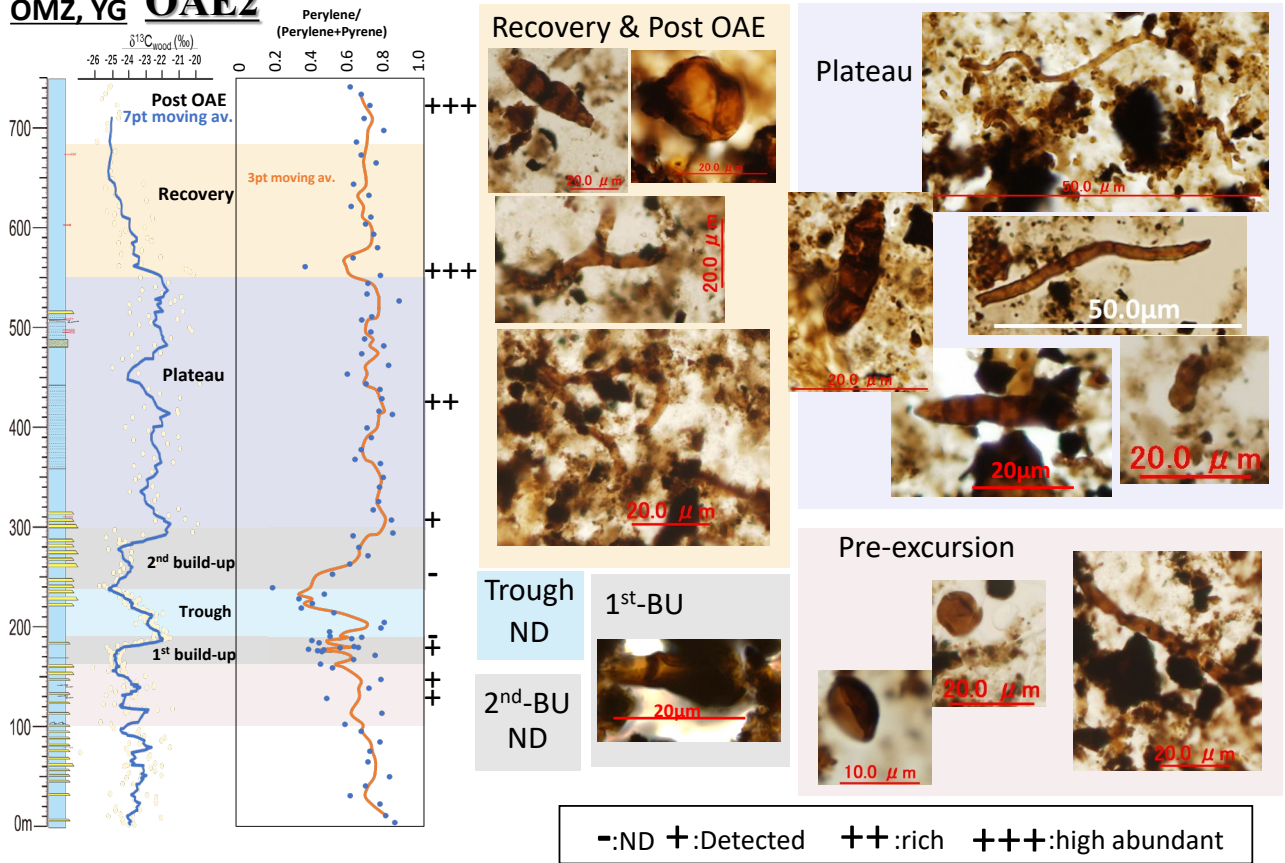 OMZ, YG OAE2
δ¹³C wood (‰)
-26 -25 -24 -23 -22 -21 -20
Perylene/
(Perylene+Pyrene)
0 0.2 0.4 0.6 0.8 1.0
Post OAE
7pt moving av.
3pt moving av.
Recovery
Plateau
2nd build-up
Trough
1st build-up
700
600
500
400
300
200
100
0m
+++
+++
++
+
-
-
+
+
+
Recovery & Post OAE
20.0 μm
20.0 μm
20.0 μm
20.0 μm
Trough
ND
2nd-BU
ND
1st-BU
20μm
Plateau
50.0 μm
20.0 μm
50.0μm
20μm
20.0 μm
Pre-excursion
20.0 μm
10.0 μm
20.0 μm
-:ND +:Detected ++:rich +++:high abundant